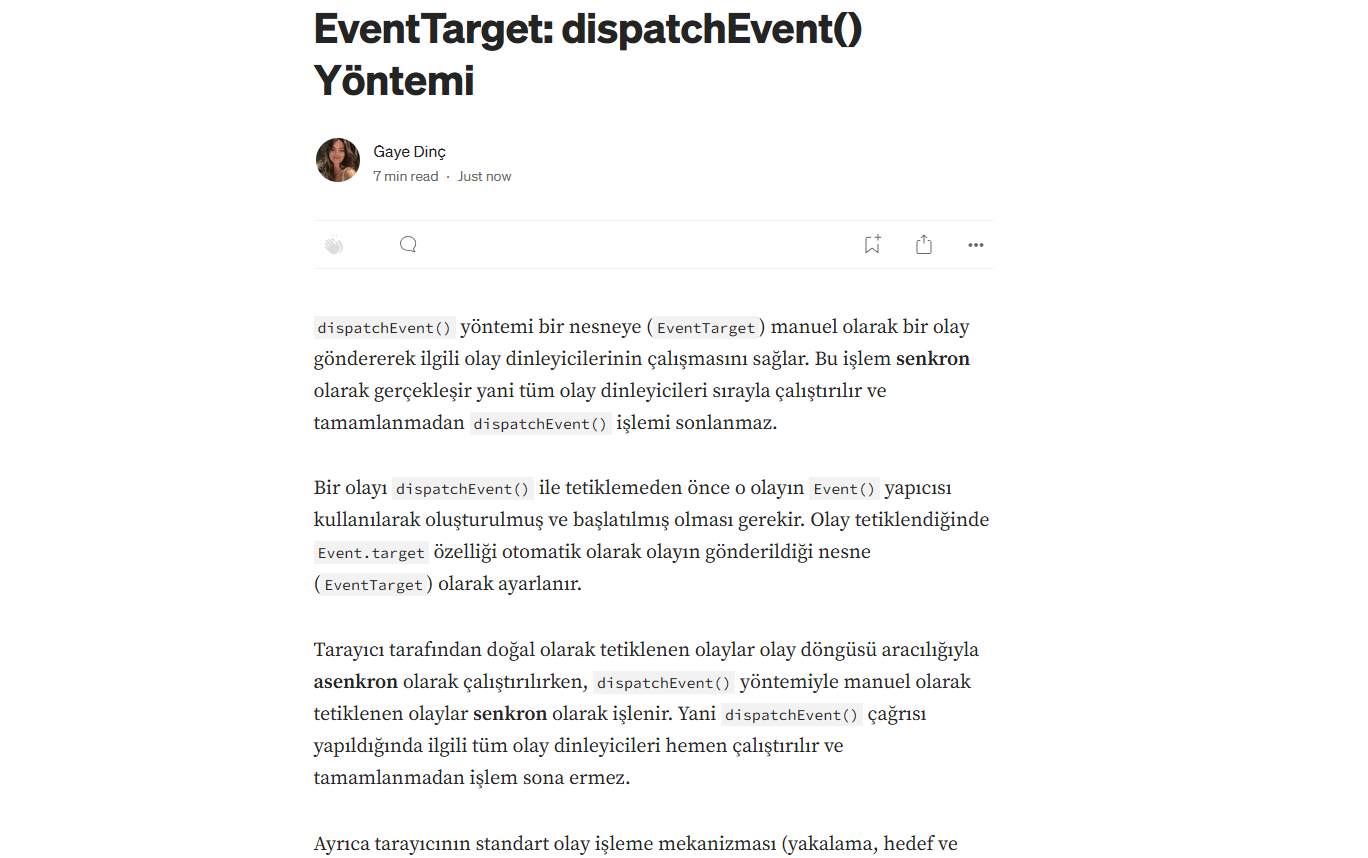 EventTarget: dispatchEvent()
Yöntemi
Gaye Dinç
7 min read · Just now
dispatchEvent() yöntemi bir nesneye (EventTarget) manuel olarak bir olay
göndererek ilgili olay dinleyicilerinin çalışmasını sağlar. Bu işlem senkron
olarak gerçekleşir yani tüm olay dinleyicileri sırayla çalıştırılır ve
tamamlanmadan dispatchEvent() işlemi sonlanmaz.
Bir olayı dispatchEvent() ile tetiklemeden önce o olayın Event() yapıcısı
kullanılarak oluşturulmuş ve başlatılmış olması gerekir. Olay tetiklendiğinde
Event.target özelliği otomatik olarak olayın gönderildiği nesne
(EventTarget) olarak ayarlanır.
Tarayıcı tarafından doğal olarak tetiklenen olaylar olay döngüsü aracılığıyla
asenkron olarak çalıştırılırken, dispatchEvent() yöntemiyle manuel olarak
tetiklenen olaylar senkron olarak işlenir. Yani dispatchEvent() çağrısı
yapıldığında ilgili tüm olay dinleyicileri hemen çalıştırılır ve
tamamlanmadan işlem sona ermez.
Ayrıca tarayıcının standart olay işleme mekanizması (yakalama, hedef ve